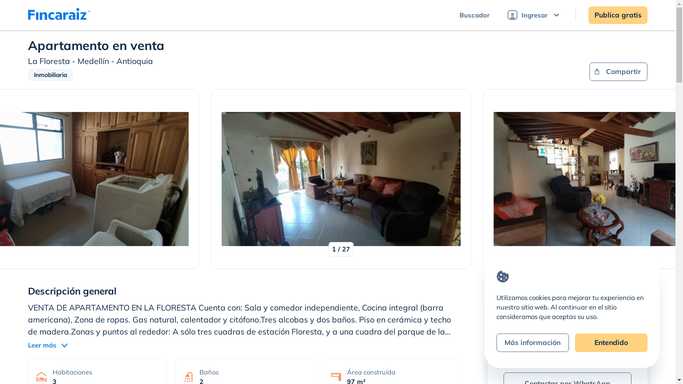 Fincaraiz
Buscador
Ingresar
Publica gratis
Apartamento en venta
La Floresta - Medellín - Antioquia
Inmobiliaria
Compartir
1 / 27
Descripción general
VENTA DE APARTAMENTO EN LA FLORESTA Cuenta con: Sala y comedor independiente, Cocina integral (barra
americana), Zona de ropas. Gas natural, calentador y citófono.Tres alcobas y dos baños. Piso en cerámica y techo
de madera.Zonas y puntos al rededor: A sólo tres cuadras de estación Floresta, y a una cuadra del parque de la...
Leer más
Habitaciones
3
Baños
2
Área construida
97 m²
Utilizamos cookies para mejorar tu experiencia en
nuestro sitio web. Al continuar en el sitio
consideramos que aceptas su uso.
Más información
Entendido
Contactar por WhatsApp